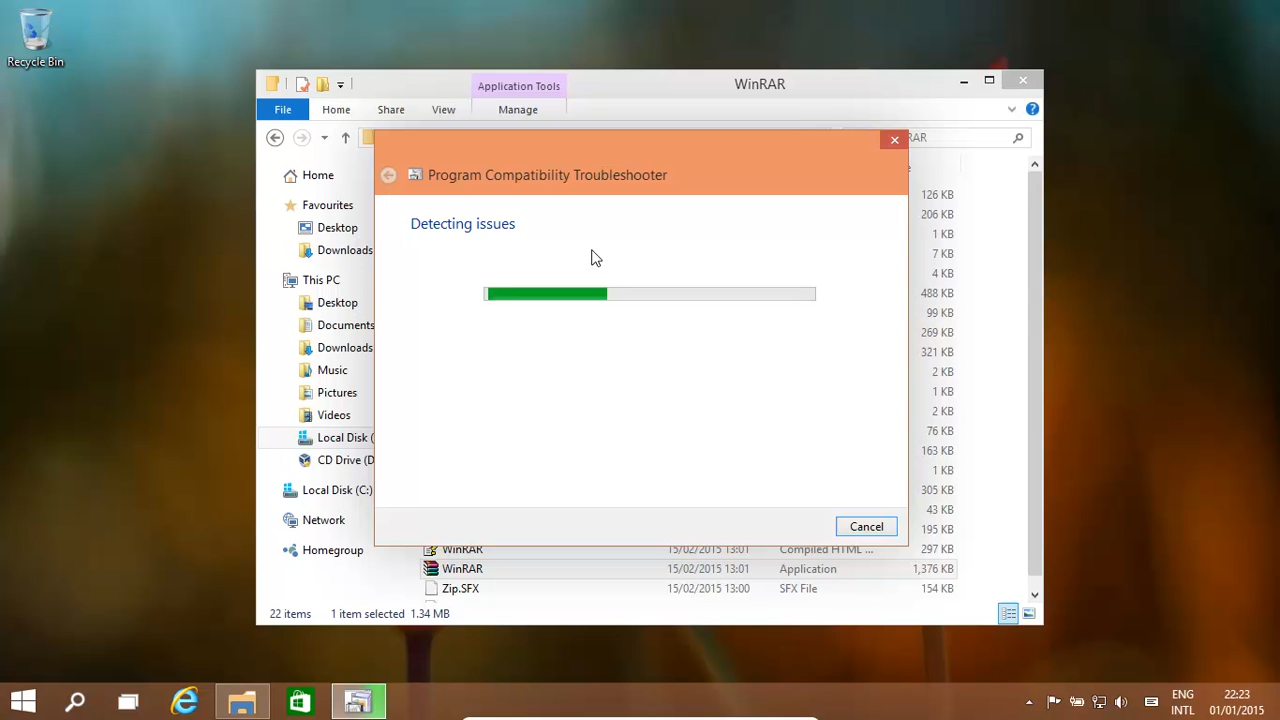 Recycle Bin
Application Tools
WinRAR
File
Home
Share
View
Manage
RAR
Program Compatibility Troubleshooter
Detecting issues
Cancel
Home
Favourites
Desktop
Downloads
This PC
Desktop
Documents
Downloads
Music
Pictures
Videos
Local Disk (
CD Drive (D
Local Disk (C:)
Network
Homegroup
126 KB
206 KB
1 KB
7 KB
4 KB
488 KB
99 KB
269 KB
321 KB
2 KB
1 KB
2 KB
76 KB
163 KB
1 KB
305 KB
43 KB
195 KB
WinRAR 15/02/2015 13:01 Compiled HTML ... 297 KB
WinRAR 15/02/2015 13:01 Application 1,376 KB
Zip.SFX 15/02/2015 13:00 SFX File 154 KB
22 items 1 item selected 1.34 MB
ENG 22:23
INTL 01/01/2015